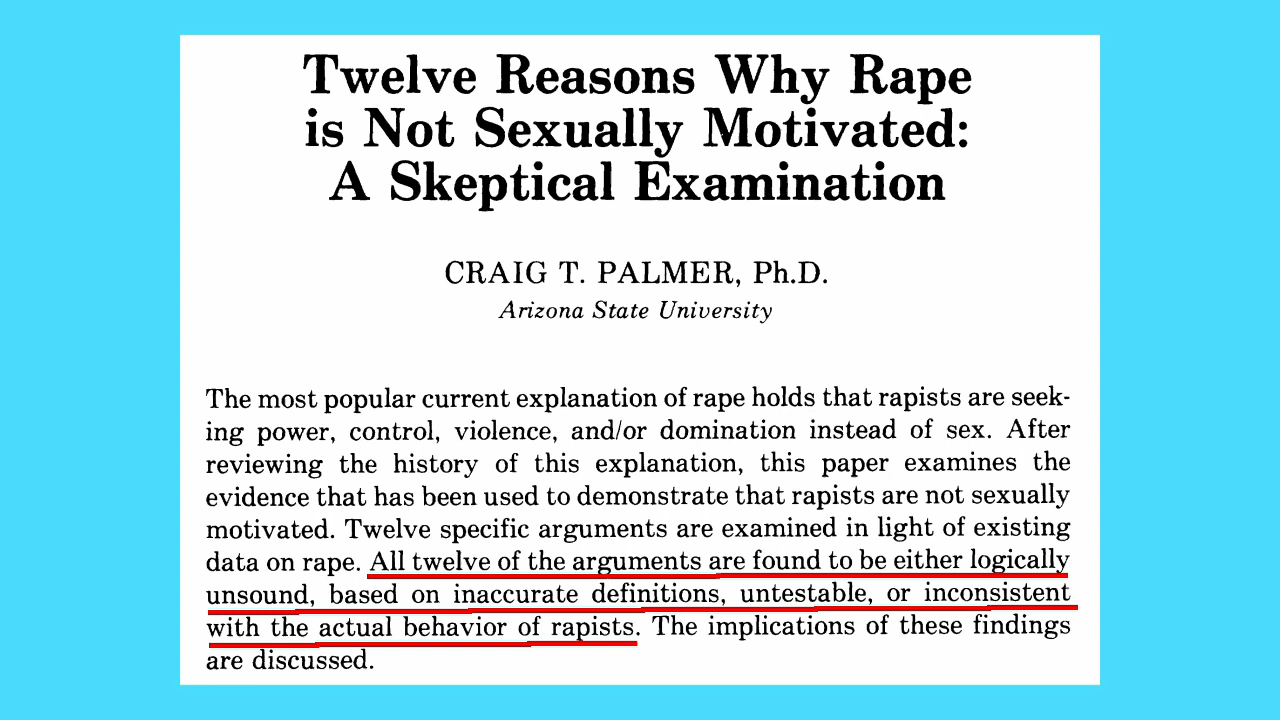 Twelve Reasons Why Rape
is Not Sexually Motivated:
A Skeptical Examination
CRAIG T. PALMER, Ph.D.
Arizona State University
The most popular current explanation of rape holds that rapists are seek-
ing power, control, violence, and/or domination instead of sex. After
reviewing the history of this explanation, this paper examines the
evidence that has been used to demonstrate that rapists are not sexually
motivated. Twelve specific arguments are examined in light of existing
data on rape. All twelve of the arguments are found to be either logically
unsound, based on inaccurate definitions, untestable, or inconsistent
with the actual behavior of rapists. The implications of these findings
are discussed.